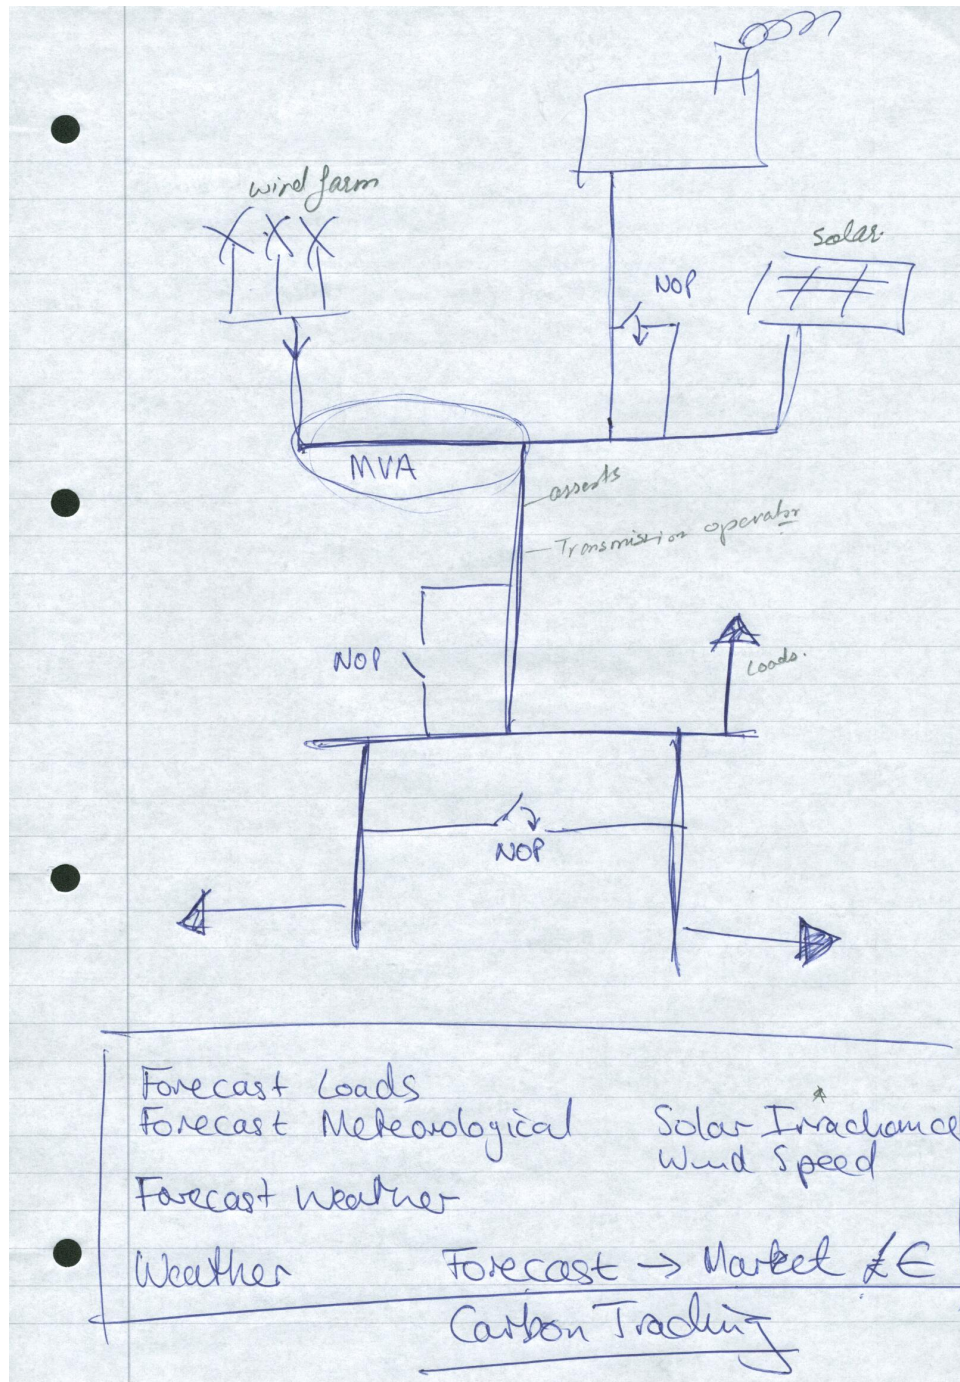 wind farm
solar.
NOP
MVA
assests
Transmission operator
NOP
Loads.
NOP
Forecast Loads
Forecast Meteorological Solar Irradiance
Wind Speed
Forecast Weather
Weather Forecast → Market £€
Carbon Trading